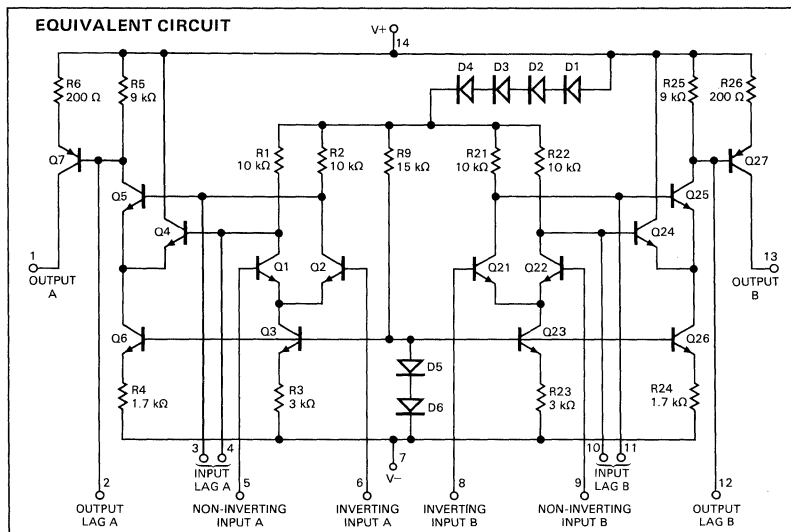 EQUIVALENT CIRCUIT
V+
14
D4 D3 D2 D1
R6
200 Ω
R5
9 kΩ
R25
9 kΩ
R26
200 Ω
R1
10 kΩ
R2
10 kΩ
R9
15 kΩ
R21
10 kΩ
R22
10 kΩ
Q7
Q27
Q5
Q25
Q4
Q24
1
OUTPUT
A
Q1
Q2
Q21
Q22
13
OUTPUT
B
Q6
Q3
Q23
Q26
D5
R4
1.7 kΩ
R3
3 kΩ
D6
R23
3 kΩ
R24
1.7 kΩ
3
4
7
V−
10
11
INPUT
LAG A
INPUT
LAG B
2
5
6
8
9
12
OUTPUT
LAG A
NON-INVERTING
INPUT A
INVERTING
INPUT A
INVERTING
INPUT B
NON-INVERTING
INPUT B
OUTPUT
LAG B